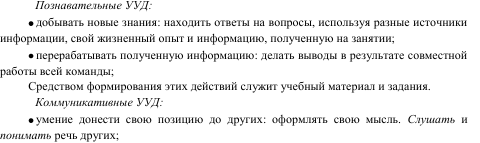 Познавательные УУД:
● добывать новые знания: находить ответы на вопросы, используя разные источники
информации, свой жизненный опыт и информацию, полученную на занятии;
● перерабатывать полученную информацию: делать выводы в результате совместной
работы всей команды;
Средством формирования этих действий служит учебный материал и задания.
Коммуникативные УУД:
● умение донести свою позицию до других: оформлять свою мысль. Слушать и
понимать речь других;